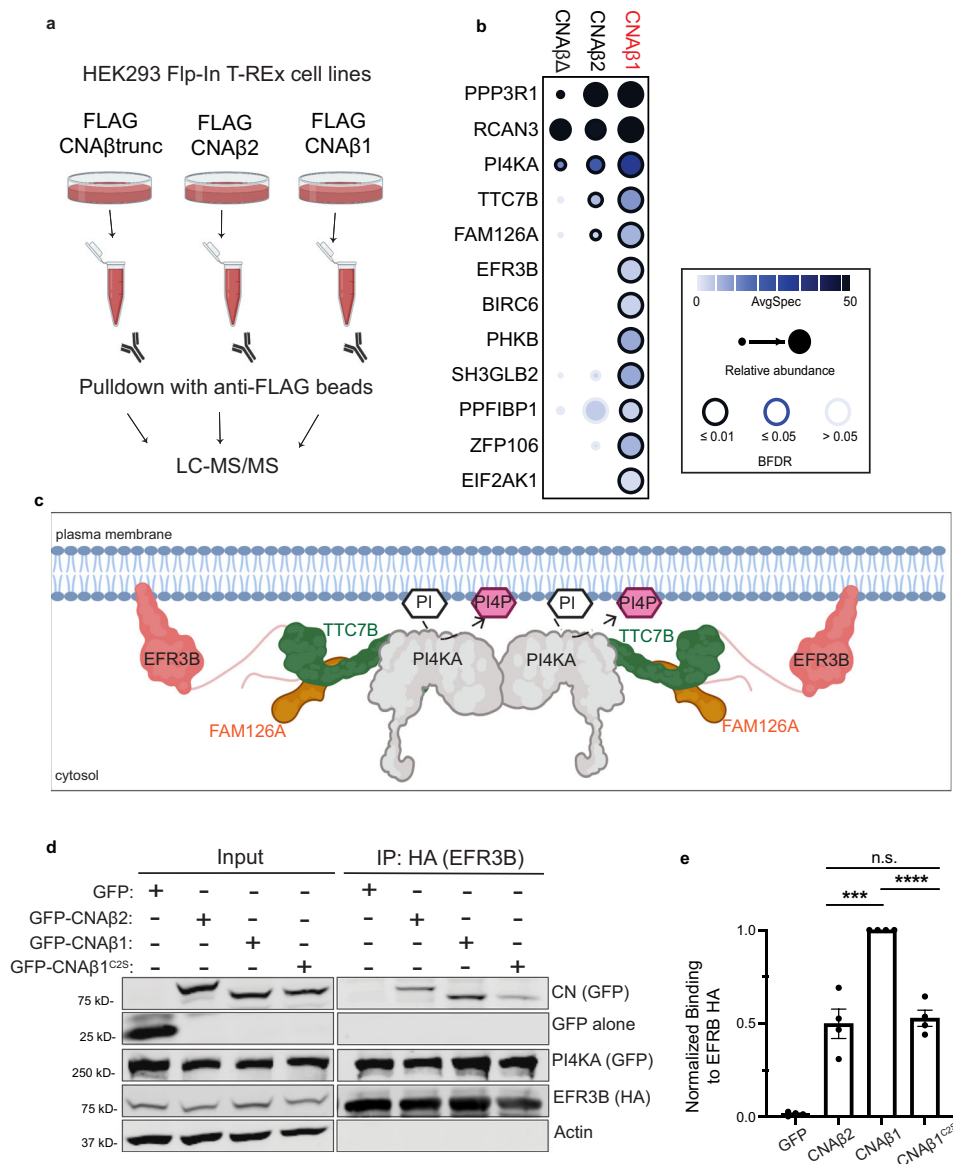 a
HEK293 Flp-In T-REx cell lines
FLAG CNAβtrunc
FLAG CNAβ2
FLAG CNAβ1
Pulldown with anti-FLAG beads
LC-MS/MS
b
CNAβΔ
CNAβ2
CNAβ1
PPP3R1
RCAN3
PI4KA
TTC7B
FAM126A
EFR3B
BIRC6
PHKB
SH3GLB2
PPFIBP1
ZFP106
EIF2AK1
0 50
AvgSpec
Relative abundance
≤ 0.01 ≤ 0.05 > 0.05
BFDR
c
plasma membrane
PI PI4P PI PI4P
TTC7B TTC7B
EFR3B PI4KA PI4KA EFR3B
FAM126A FAM126A
cytosol
d
Input IP: HA (EFR3B)
GFP: + - - - + - - -
GFP-CNAβ2: - + - - - + - -
GFP-CNAβ1: - - + - - - + -
GFP-CNAβ1C2S: - - - + - - - +
75 kD- CN (GFP)
25 kD- GFP alone
250 kD- PI4KA (GFP)
75 kD- EFR3B (HA)
37 kD- Actin
e
n.s.
****
***
Normalized Binding
to EFRB HA
1.0
0.5
0.0
GFP
CNAβ2
CNAβ1
CNAβ1C2S